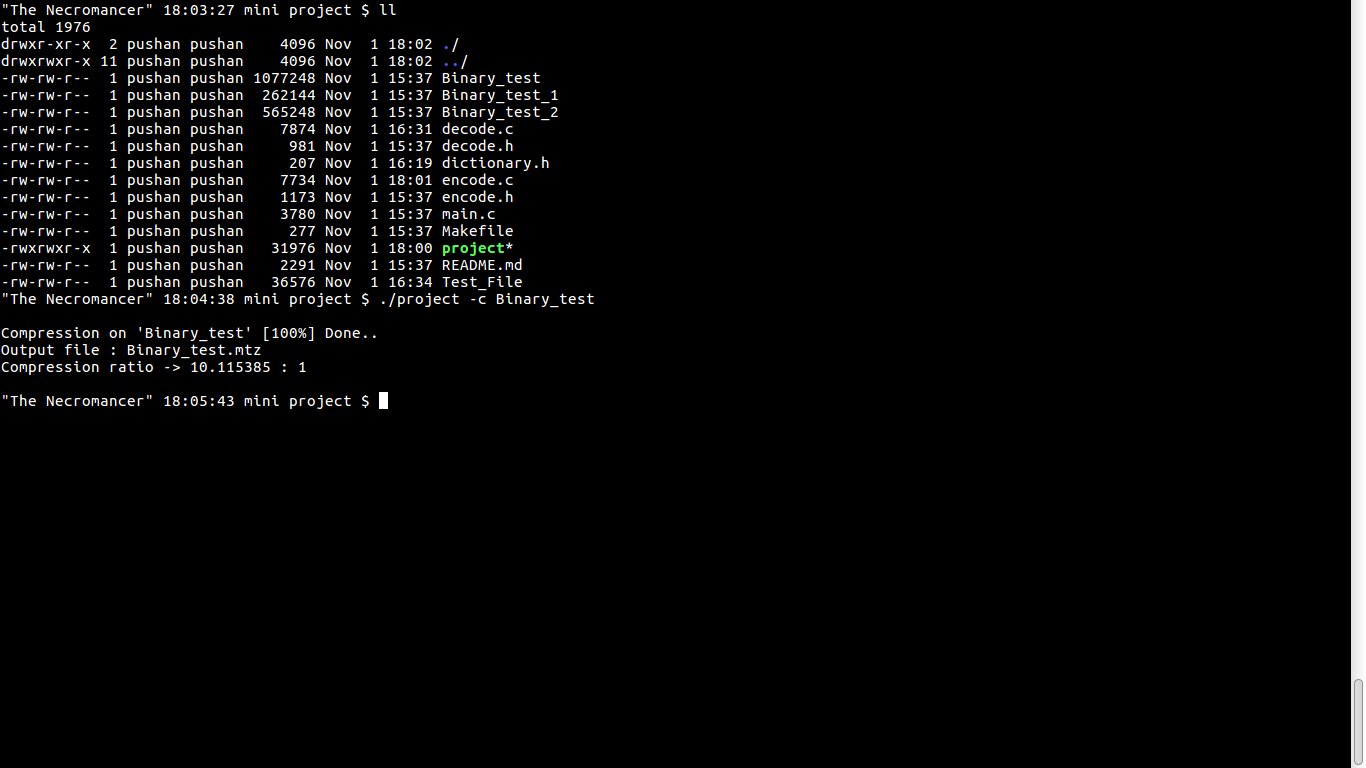 "The Necromancer" 18:03:27 mini project $ ll
total 1976
drwxr-xr-x  2 pushan pushan    4096 Nov  1 18:02 ./
drwxrwxr-x 11 pushan pushan    4096 Nov  1 18:02 ../
-rw-rw-r--  1 pushan pushan 1077248 Nov  1 15:37 Binary_test
-rw-rw-r--  1 pushan pushan  262144 Nov  1 15:37 Binary_test_1
-rw-rw-r--  1 pushan pushan  565248 Nov  1 15:37 Binary_test_2
-rw-rw-r--  1 pushan pushan    7874 Nov  1 16:31 decode.c
-rw-rw-r--  1 pushan pushan     981 Nov  1 15:37 decode.h
-rw-rw-r--  1 pushan pushan     207 Nov  1 16:19 dictionary.h
-rw-rw-r--  1 pushan pushan    7734 Nov  1 18:01 encode.c
-rw-rw-r--  1 pushan pushan    1173 Nov  1 15:37 encode.h
-rw-rw-r--  1 pushan pushan    3780 Nov  1 15:37 main.c
-rw-rw-r--  1 pushan pushan     277 Nov  1 15:37 Makefile
-rwxrwxr-x  1 pushan pushan   31976 Nov  1 18:00 project*
-rw-rw-r--  1 pushan pushan    2291 Nov  1 15:37 README.md
-rw-rw-r--  1 pushan pushan   36576 Nov  1 16:34 Test_File
"The Necromancer" 18:04:38 mini project $ ./project -c Binary_test
Compression on 'Binary_test' [100%] Done..
Output file : Binary_test.mtz
Compression ratio -> 10.115385 : 1
"The Necromancer" 18:05:43 mini project $